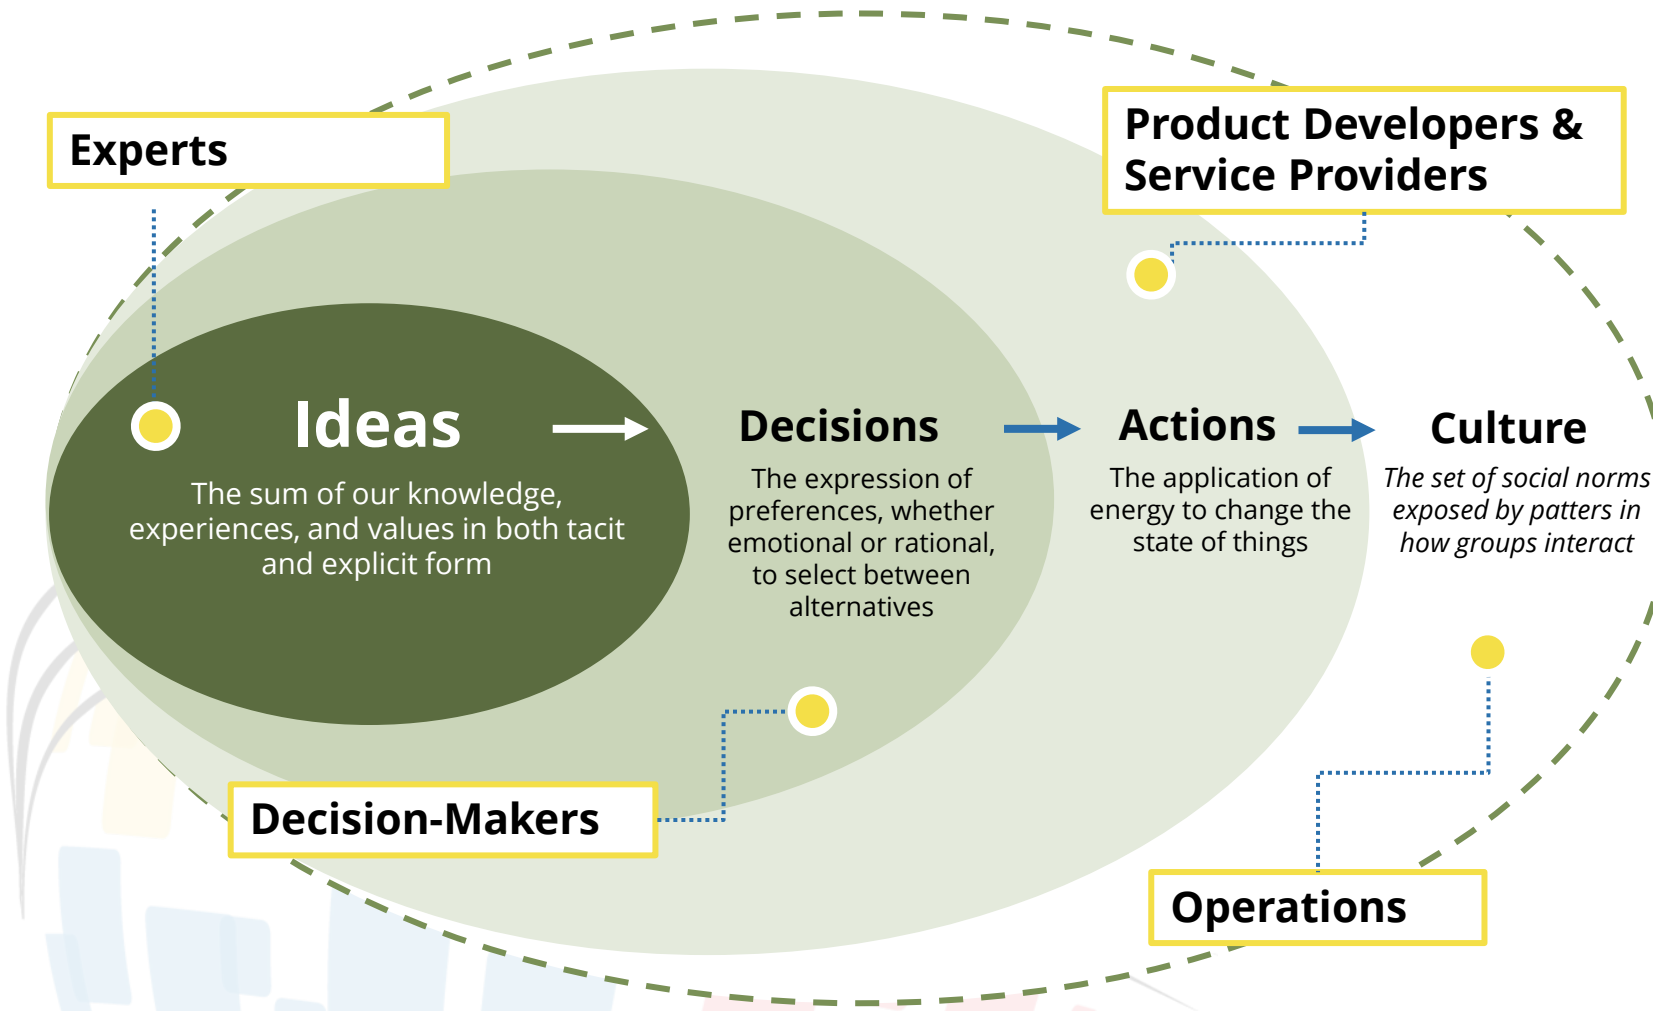 Experts
Product Developers &
Service Providers
Ideas
The sum of our knowledge,
experiences, and values in both tacit
and explicit form
Decisions
The expression of
preferences, whether
emotional or rational,
to select between
alternatives
Actions
The application of
energy to change the
state of things
Culture
The set of social norms
exposed by patters in
how groups interact
Decision-Makers
Operations